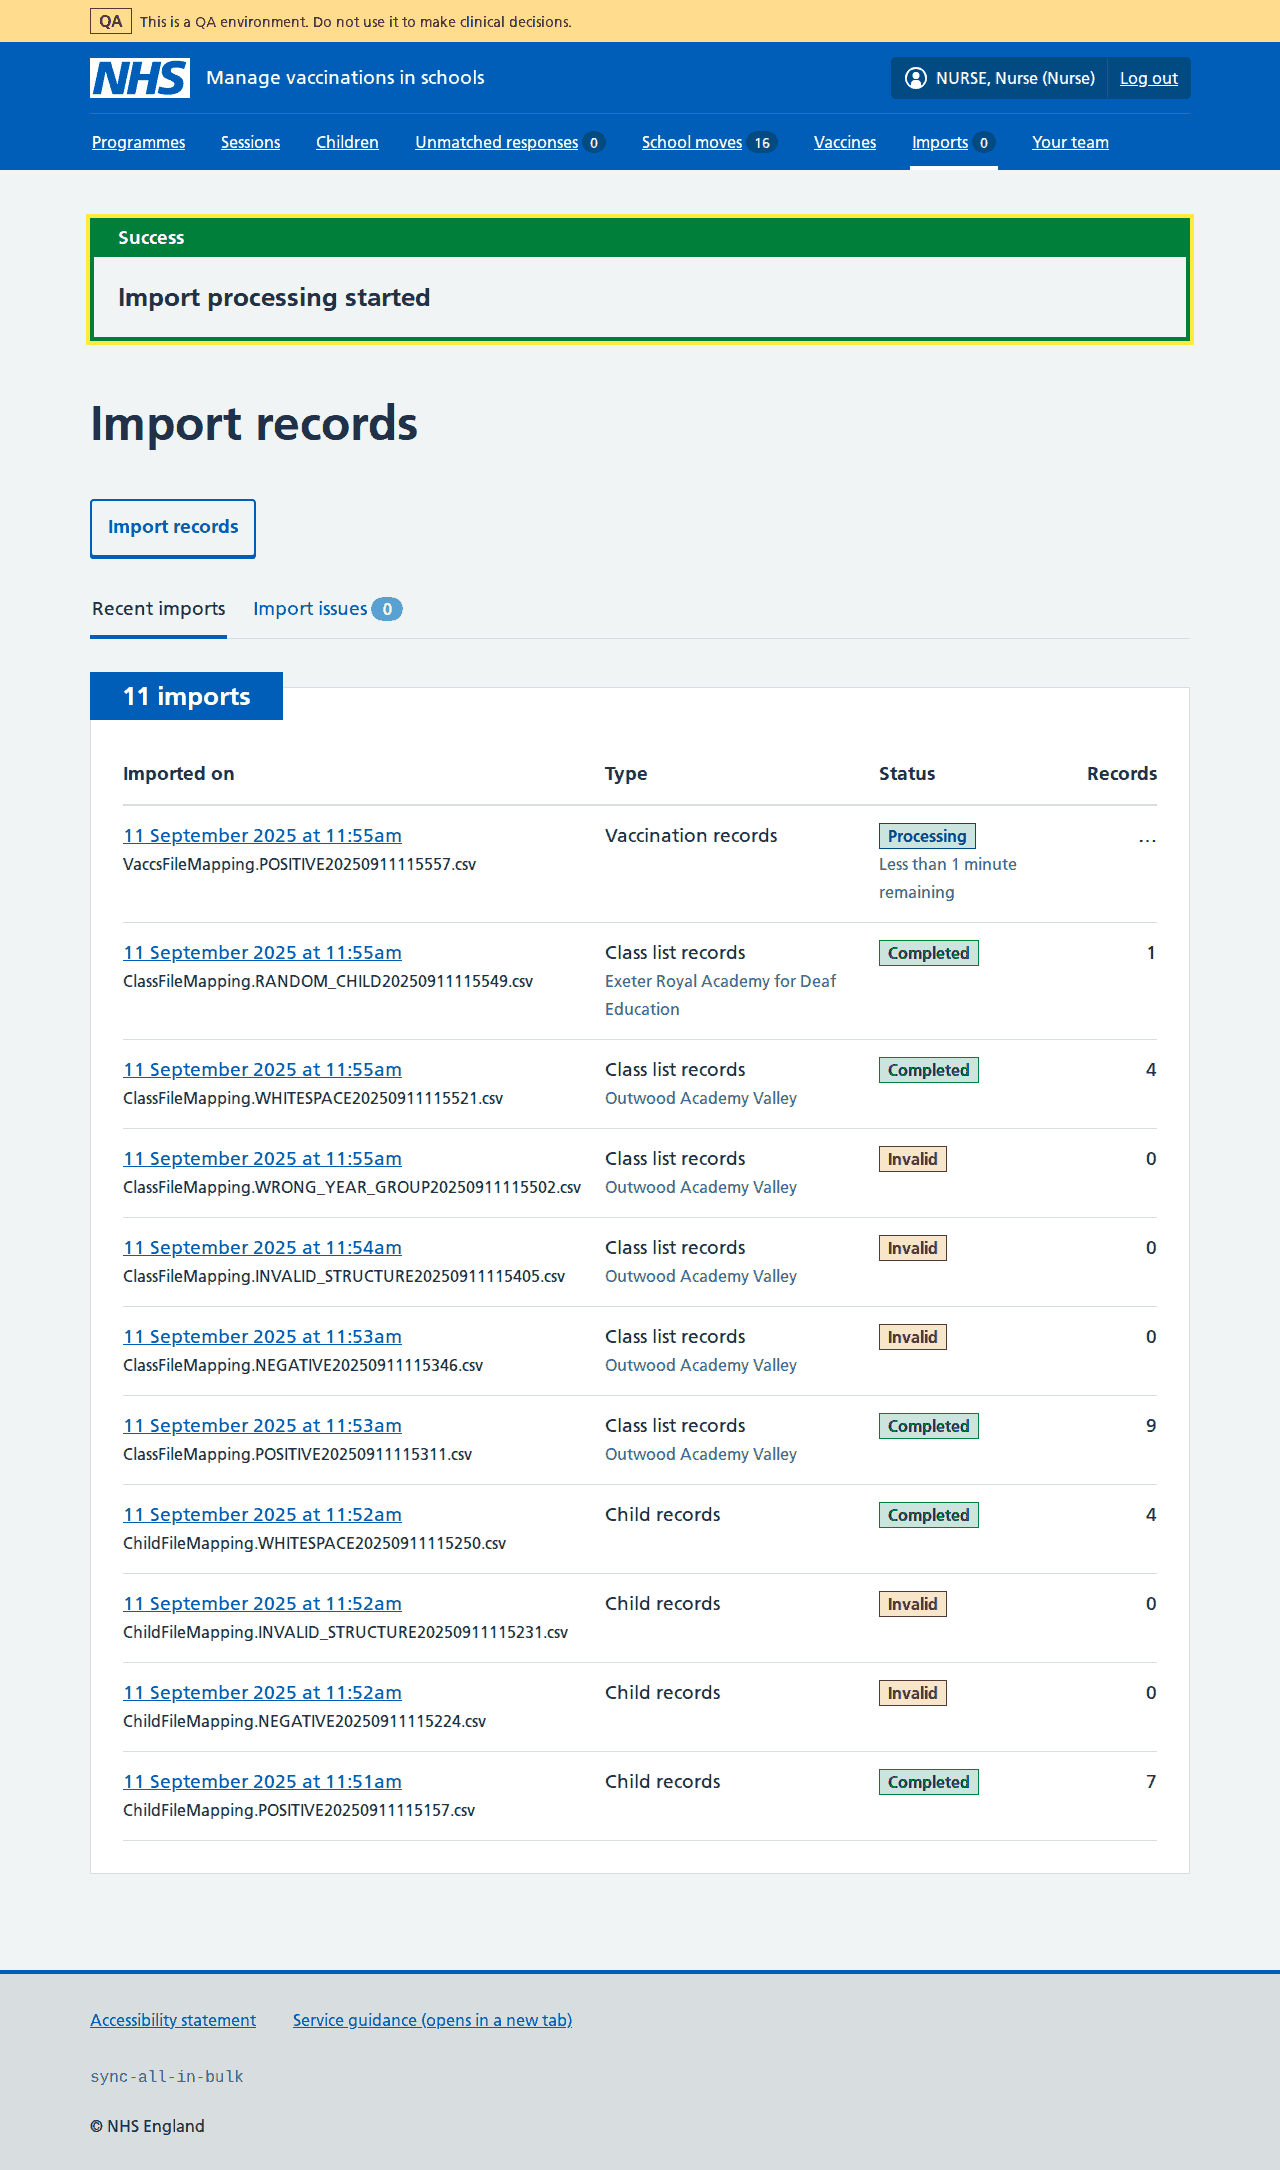 QA This is a QA environment. Do not use it to make clinical decisions.
NHS Manage vaccinations in schools NURSE, Nurse (Nurse) Log out
Programmes Sessions Children Unmatched responses 0 School moves 16 Vaccines Imports 0 Your team
Success
Import processing started
Import records
Import records
Recent imports Import issues 0
11 imports
Imported on Type Status Records
11 September 2025 at 11:55am Vaccination records Processing ...
VaccsFileMapping.POSITIVE20250911115557.csv Less than 1 minute
remaining
11 September 2025 at 11:55am Class list records Completed 1
ClassFileMapping.RANDOM_CHILD20250911115549.csv Exeter Royal Academy for Deaf
Education
11 September 2025 at 11:55am Class list records Completed 4
ClassFileMapping.WHITESPACE20250911115521.csv Outwood Academy Valley
11 September 2025 at 11:55am Class list records Invalid 0
ClassFileMapping.WRONG_YEAR_GROUP20250911115502.csv Outwood Academy Valley
11 September 2025 at 11:54am Class list records Invalid 0
ClassFileMapping.INVALID_STRUCTURE20250911115405.csv Outwood Academy Valley
11 September 2025 at 11:53am Class list records Invalid 0
ClassFileMapping.NEGATIVE20250911115346.csv Outwood Academy Valley
11 September 2025 at 11:53am Class list records Completed 9
ClassFileMapping.POSITIVE20250911115311.csv Outwood Academy Valley
11 September 2025 at 11:52am Child records Completed 4
ChildFileMapping.WHITESPACE20250911115250.csv
11 September 2025 at 11:52am Child records Invalid 0
ChildFileMapping.INVALID_STRUCTURE20250911115231.csv
11 September 2025 at 11:52am Child records Invalid 0
ChildFileMapping.NEGATIVE20250911115224.csv
11 September 2025 at 11:51am Child records Completed 7
ChildFileMapping.POSITIVE20250911115157.csv
Accessibility statement Service guidance (opens in a new tab)
sync-all-in-bulk
© NHS England